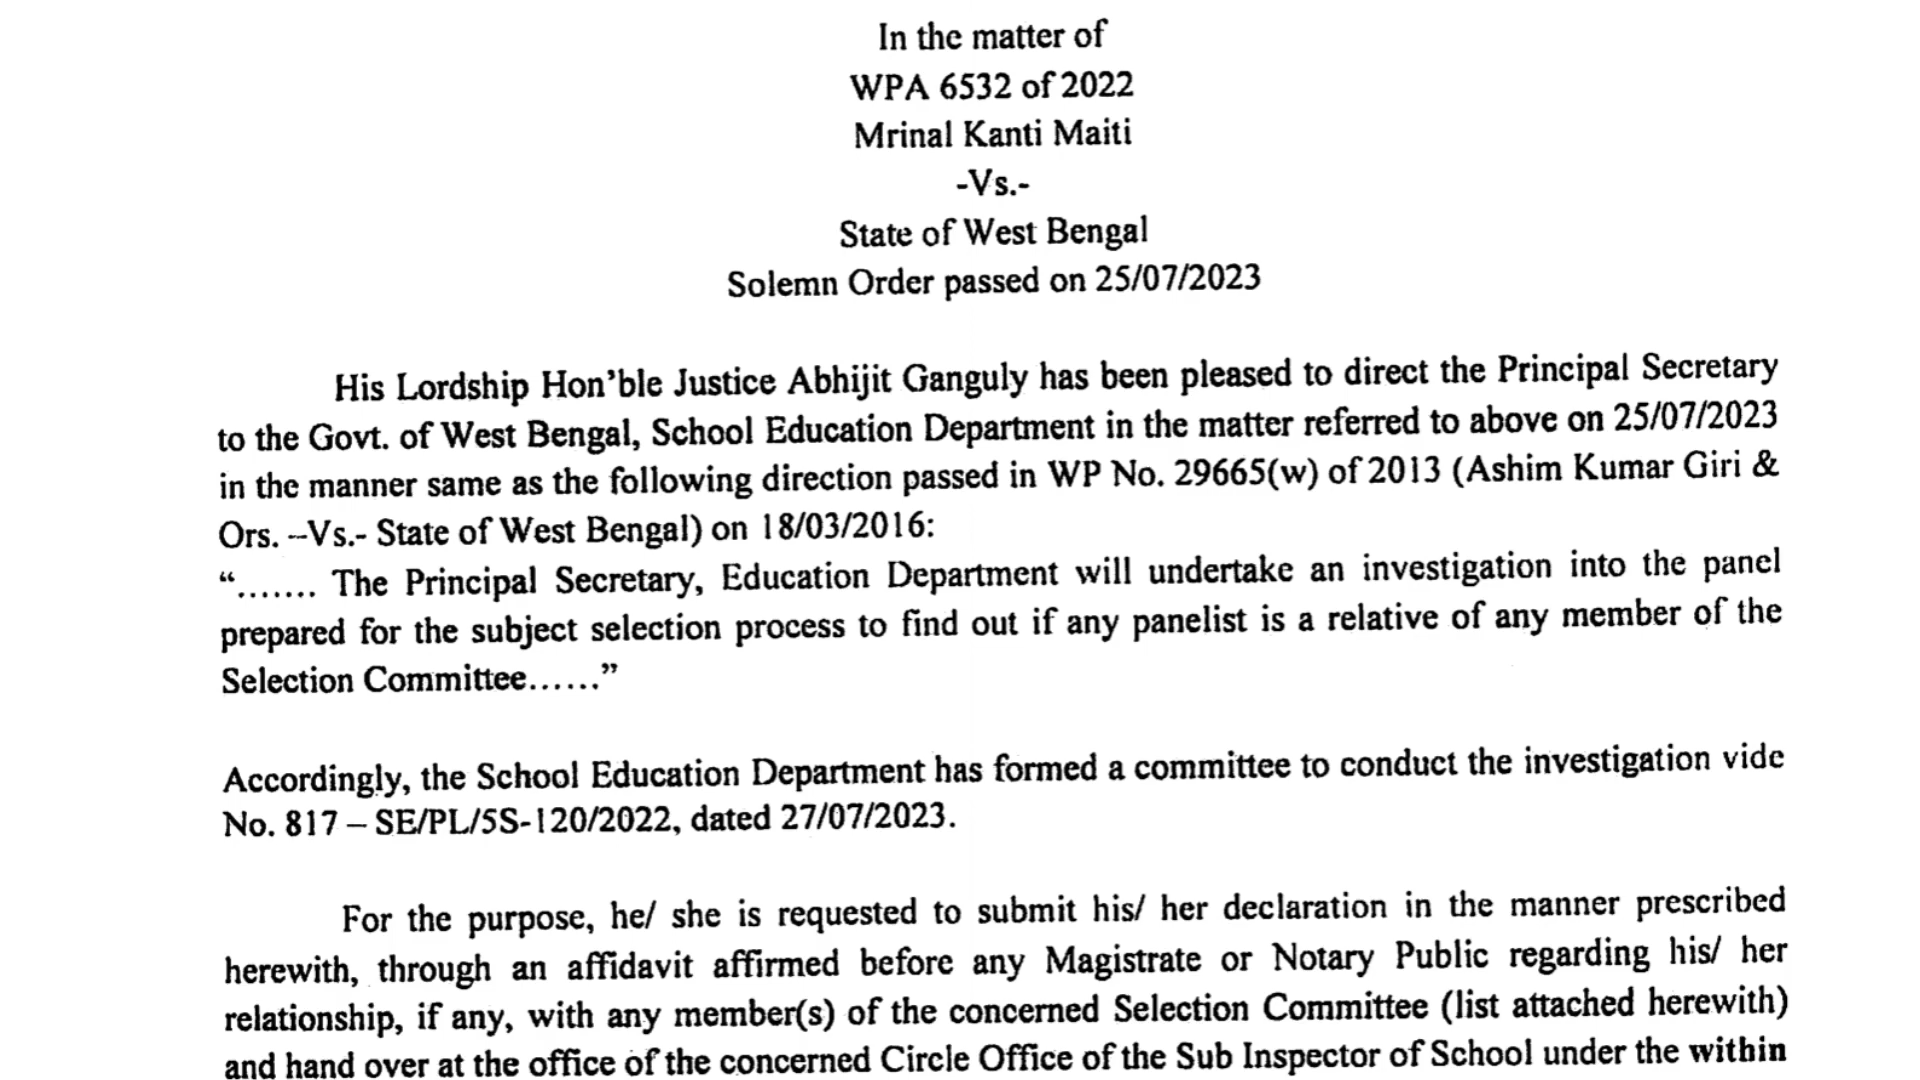 In the matter of
WPA 6532 of 2022
Mrinal Kanti Maiti
-Vs.-
State of West Bengal
Solemn Order passed on 25/07/2023
His Lordship Hon'ble Justice Abhijit Ganguly has been pleased to direct the Principal Secretary
to the Govt. of West Bengal, School Education Department in the matter referred to above on 25/07/2023
in the manner same as the following direction passed in WP No. 29665(w) of 2013 (Ashim Kumar Giri &
Ors. –Vs.- State of West Bengal) on 18/03/2016:
“....... The Principal Secretary, Education Department will undertake an investigation into the panel
prepared for the subject selection process to find out if any panelist is a relative of any member of the
Selection Committee......”
Accordingly, the School Education Department has formed a committee to conduct the investigation vide
No. 817 – SE/PL/5S-120/2022, dated 27/07/2023.
For the purpose, he/ she is requested to submit his/ her declaration in the manner prescribed
herewith, through an affidavit affirmed before any Magistrate or Notary Public regarding his/ her
relationship, if any, with any member(s) of the concerned Selection Committee (list attached herewith)
and hand over at the office of the concerned Circle Office of the Sub Inspector of School under the within